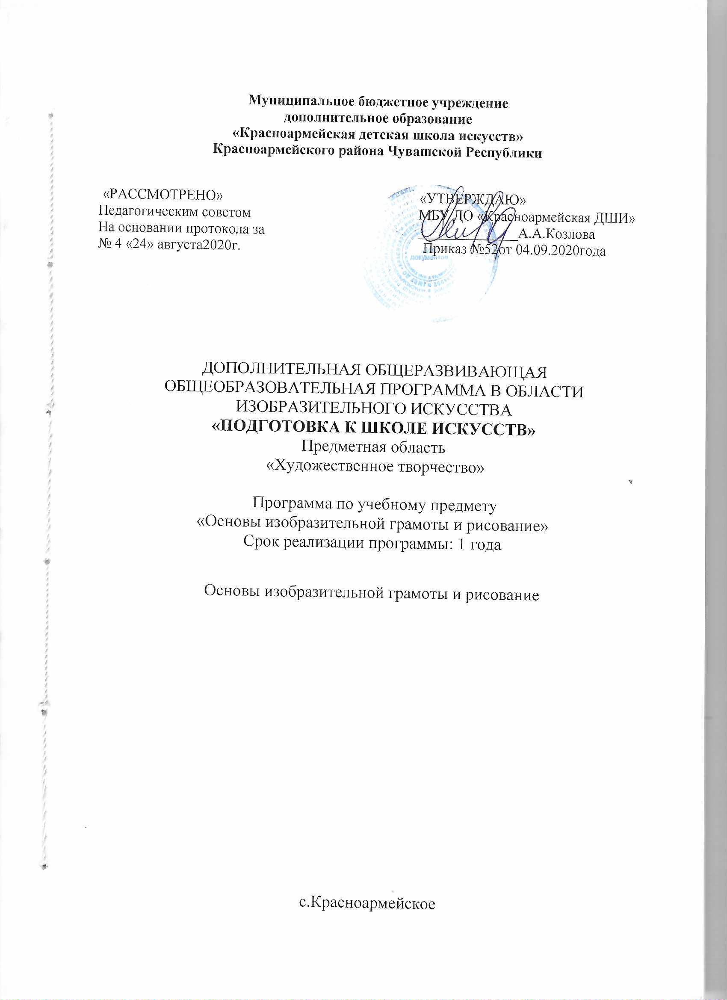 Муниципальное бюджетное учреждение
дополнительное образование
«Красноармейская детская школа искусств»
Красноармейского района Чувашской Республики
«РАССМОТРЕНО»
Педагогическим советом
На основании протокола за
№ 4 «24» августа2020г.
«УТВЕРЖДАЮ»
МБУ ДО «Красноармейская ДШИ»
______________А.А.Козлова
Приказ №52от 04.09.2020года
документов
ДОПОЛНИТЕЛЬНАЯ ОБЩЕРАЗВИВАЮЩАЯ
ОБЩЕОБРАЗОВАТЕЛЬНАЯ ПРОГРАММА В ОБЛАСТИ
ИЗОБРАЗИТЕЛЬНОГО ИСКУССТВА
«ПОДГОТОВКА К ШКОЛЕ ИСКУССТВ»
Предметная область
«Художественное творчество»
Программа по учебному предмету
«Основы изобразительной грамоты и рисование»
Срок реализации программы: 1 года
Основы изобразительной грамоты и рисование
с.Красноармейское